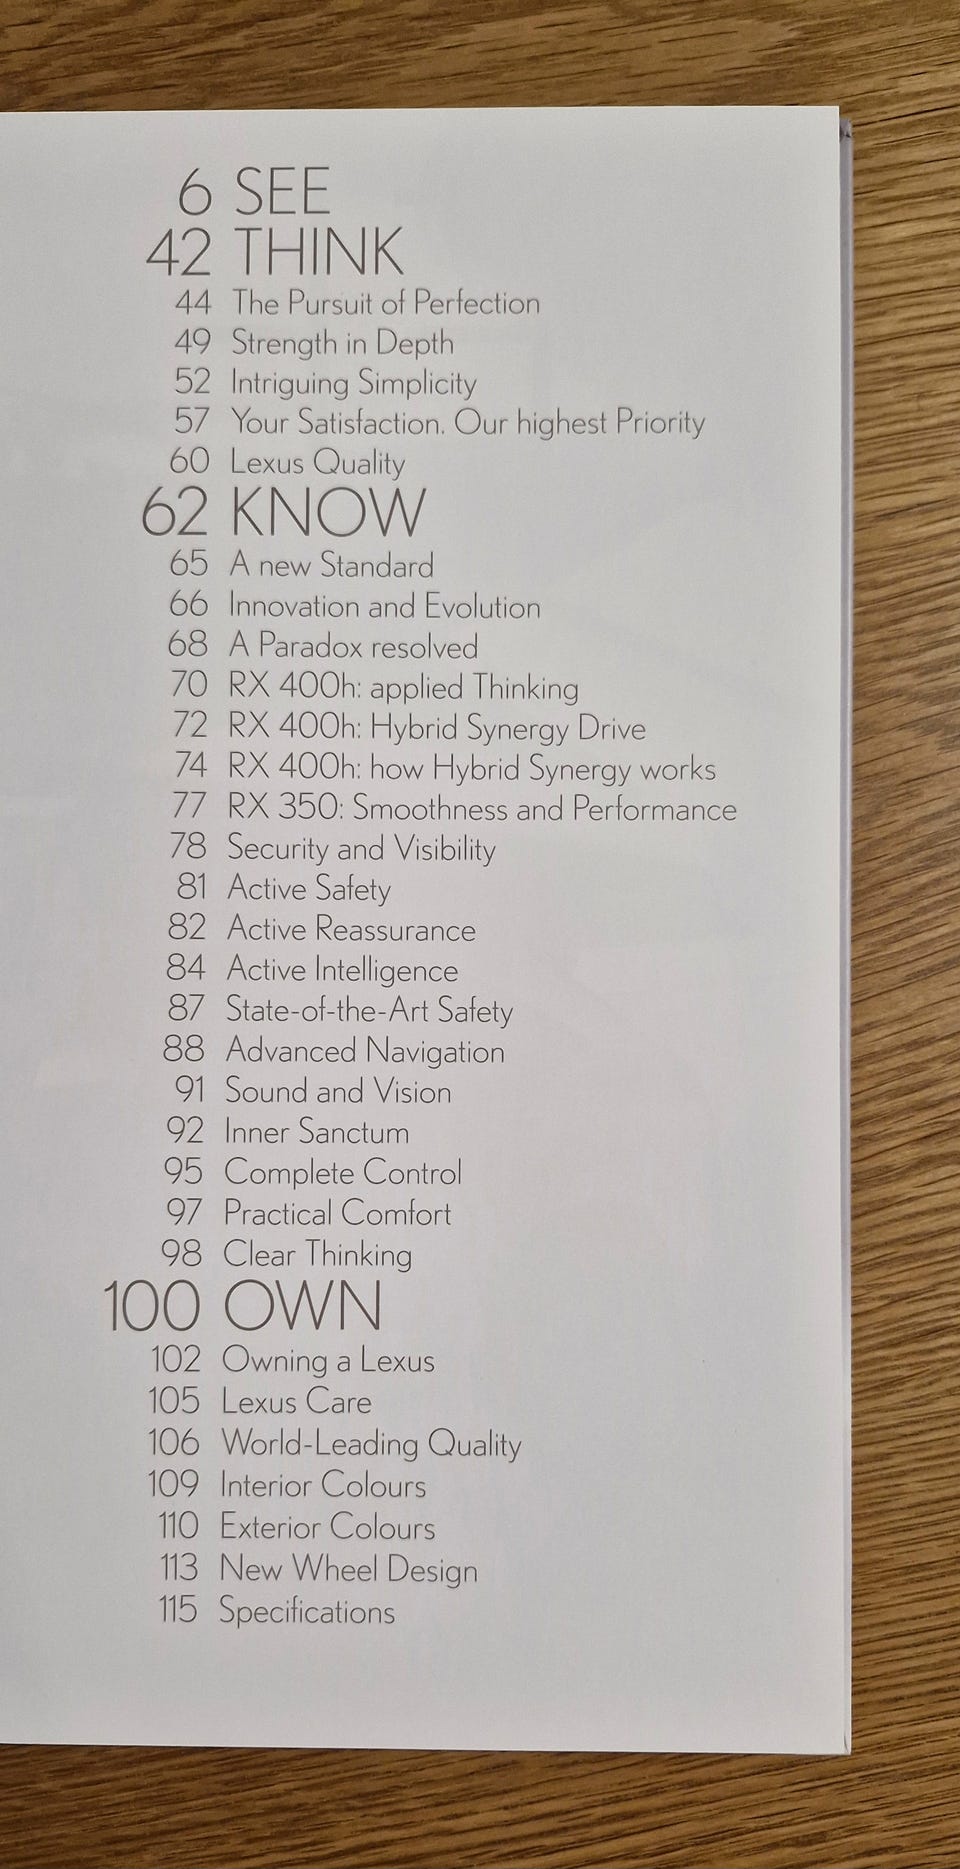 6 SEE
42 THINK
44 The Pursuit of Perfection
49 Strength in Depth
52 Intriguing Simplicity
57 Your Satisfaction. Our highest Priority
60 Lexus Quality
62 KNOW
65 A new Standard
66 Innovation and Evolution
68 A Paradox resolved
70 RX 400h: applied Thinking
72 RX 400h: Hybrid Synergy Drive
74 RX 400h: how Hybrid Synergy works
77 RX 350: Smoothness and Performance
78 Security and Visibility
81 Active Safety
82 Active Reassurance
84 Active Intelligence
87 State-of-the-Art Safety
88 Advanced Navigation
91 Sound and Vision
92 Inner Sanctum
95 Complete Control
97 Practical Comfort
98 Clear Thinking
100 OWN
102 Owning a Lexus
105 Lexus Care
106 World-Leading Quality
109 Interior Colours
110 Exterior Colours
113 New Wheel Design
115 Specifications